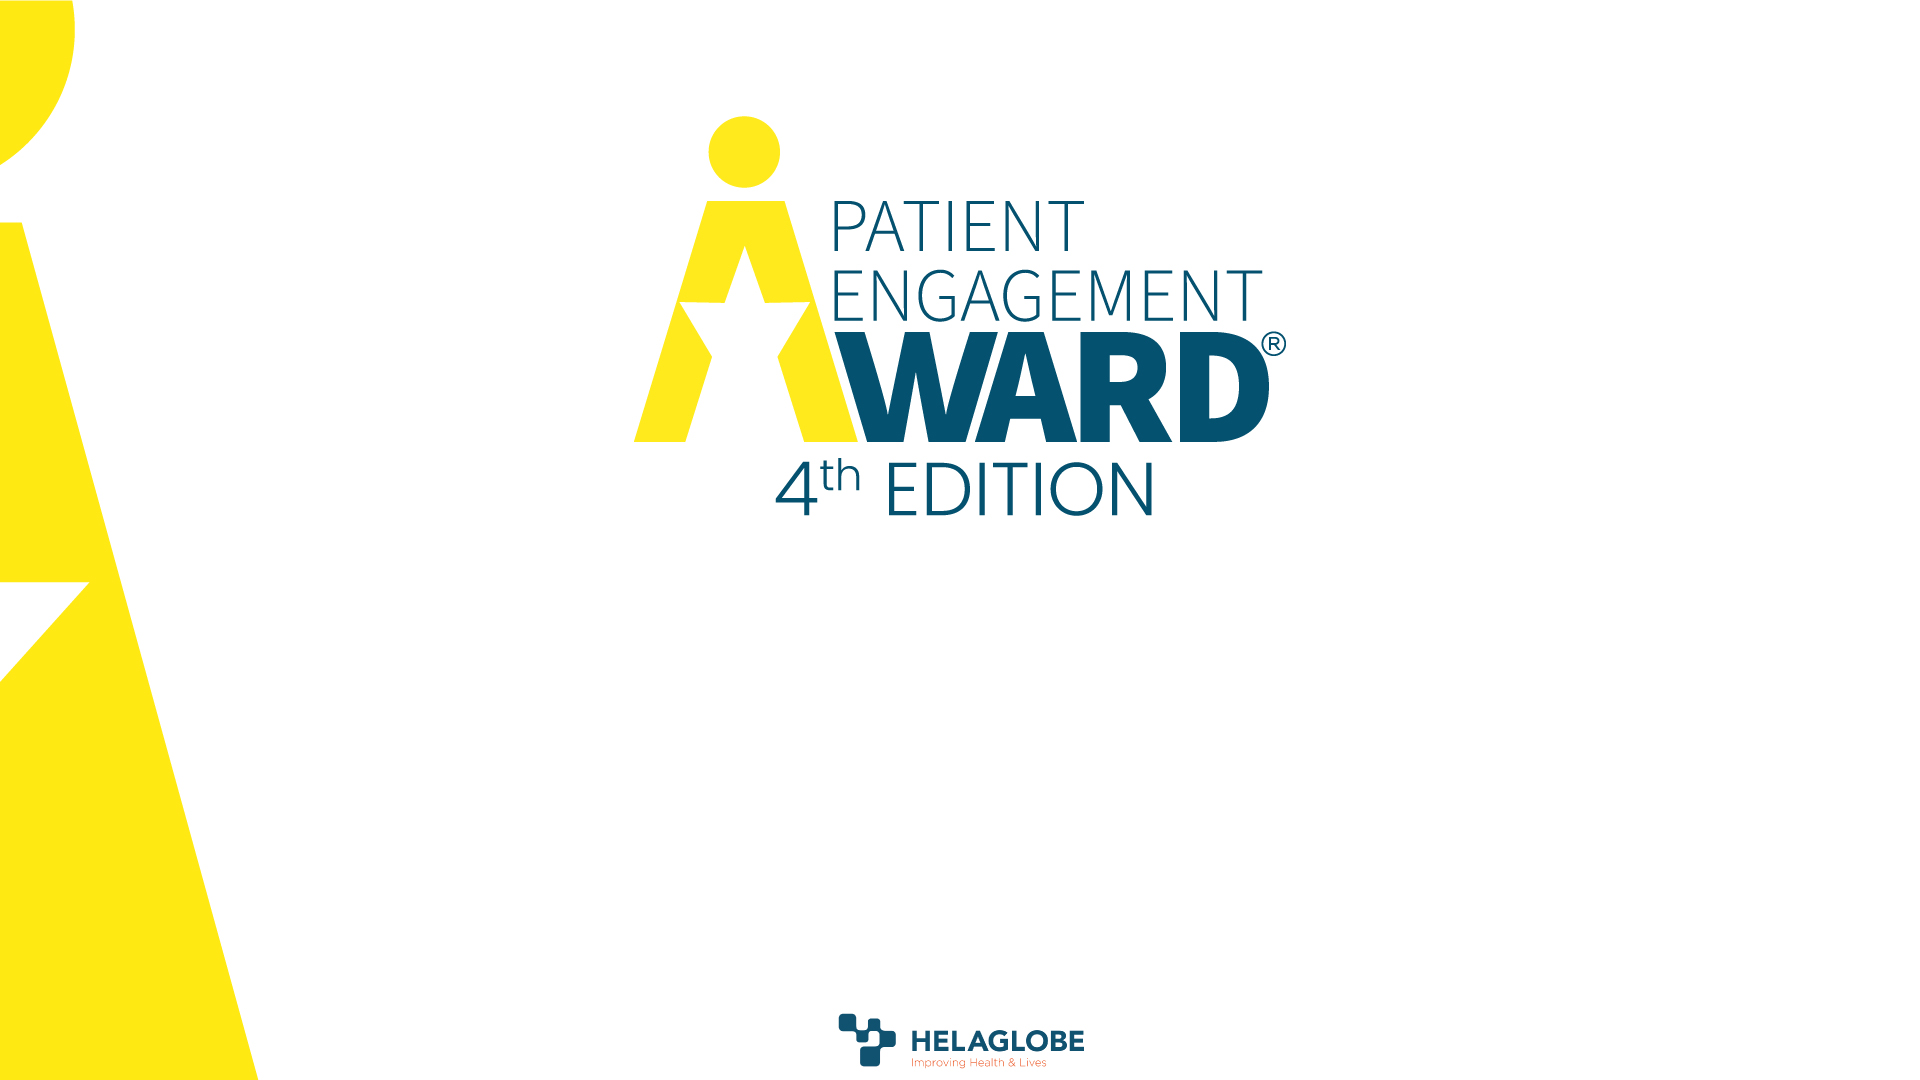 PATIENT
ENGAGEMENT
AWARD®
4th EDITION
HELAGLOBE
Improving Health & Lives